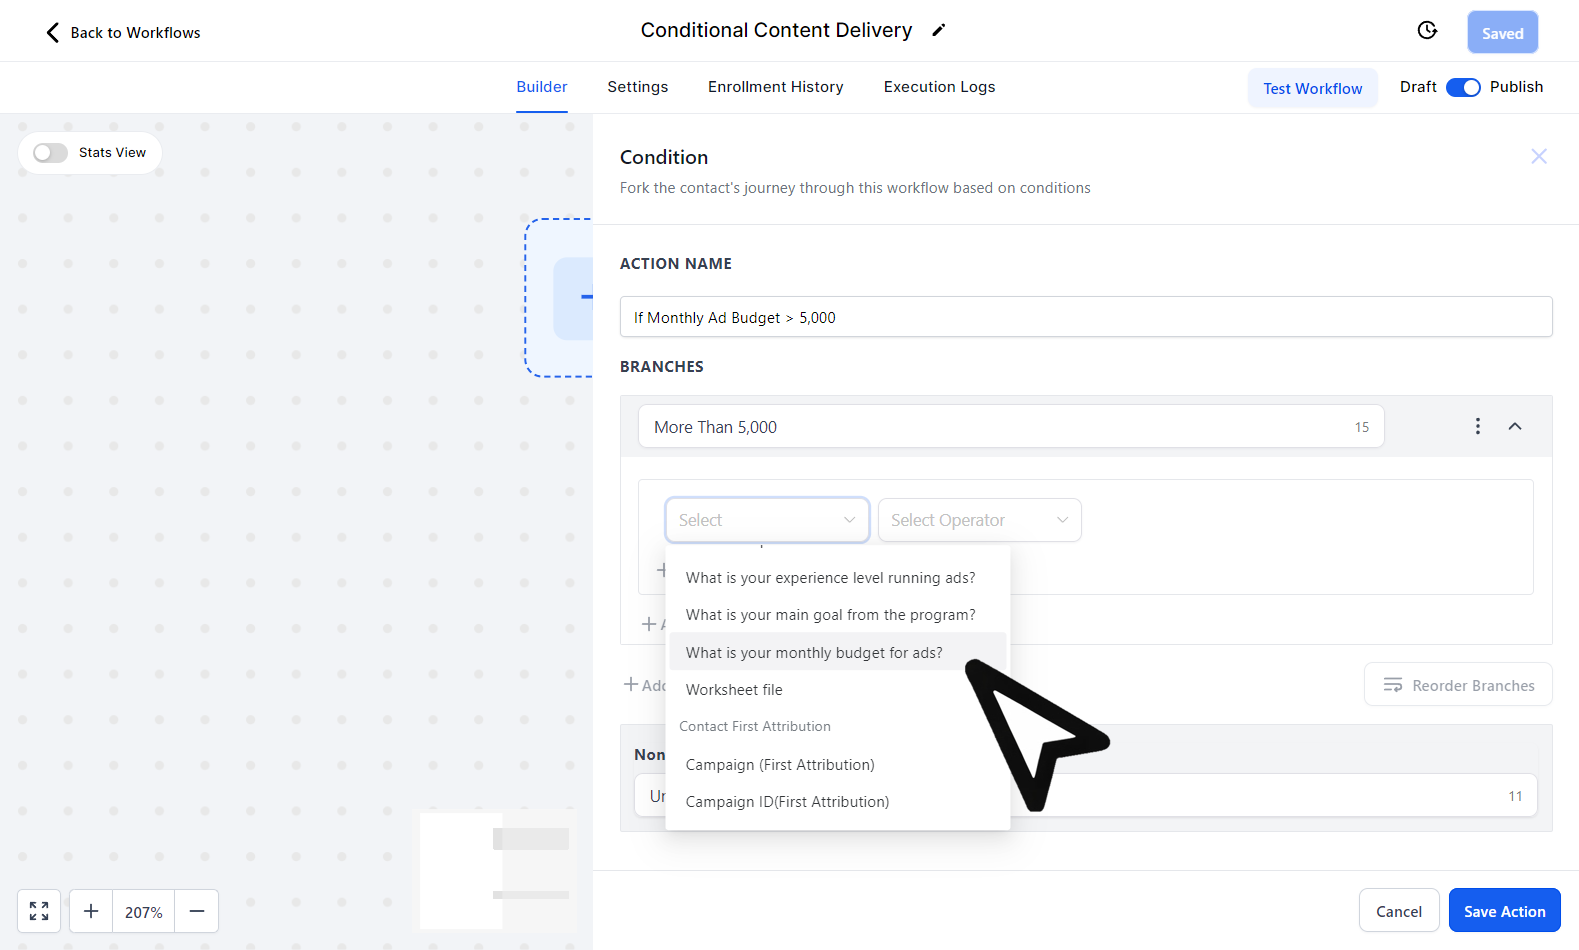 Back to Workflows
Conditional Content Delivery
Saved
Builder
Settings
Enrollment History
Execution Logs
Test Workflow
Draft
Publish
Stats View
Condition
Fork the contact's journey through this workflow based on conditions
ACTION NAME
If Monthly Ad Budget > 5,000
BRANCHES
More Than 5,000
15
Select
Select Operator
What is your experience level running ads?
What is your main goal from the program?
What is your monthly budget for ads?
Worksheet file
Contact First Attribution
Campaign (First Attribution)
Campaign ID(First Attribution)
Add
Reorder Branches
11
207%
Cancel
Save Action